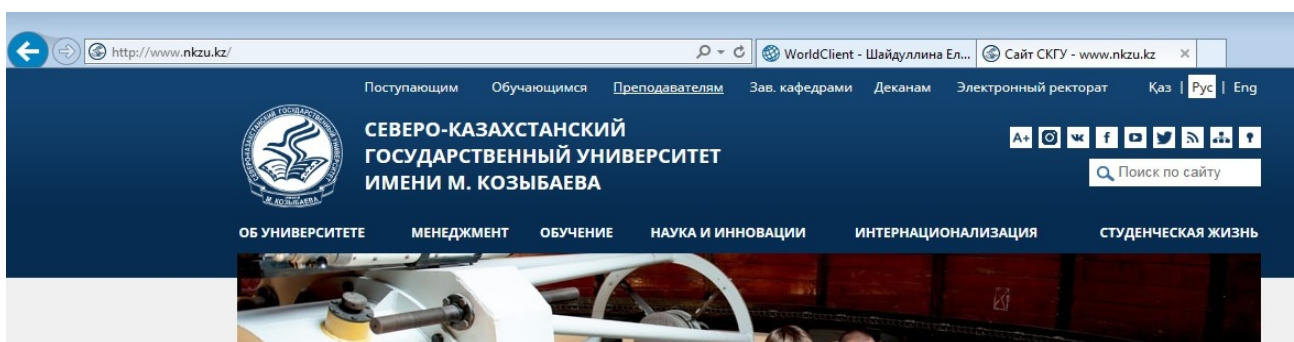 http://www.nkzu.kz/
WorldClient - Шайдуллина Ел...
Сайт СКГУ - www.nkzu.kz
Поступающим Обучающимся Преподавателям Зав. кафедрами Деканам Электронный ректорат Қаз | Рус | Eng
СЕВЕРО-КАЗАХСТАНСКИЙ
ГОСУДАРСТВЕННЫЙ УНИВЕРСИТЕТ
ИМЕНИ М. КОЗЫБАЕВА
A+
Поиск по сайту
М. КОЗЫБАЕВА
ОБ УНИВЕРСИТЕТЕ МЕНЕДЖМЕНТ ОБУЧЕНИЕ НАУКА И ИННОВАЦИИ ИНТЕРНАЦИОНАЛИЗАЦИЯ СТУДЕНЧЕСКАЯ ЖИЗНЬ